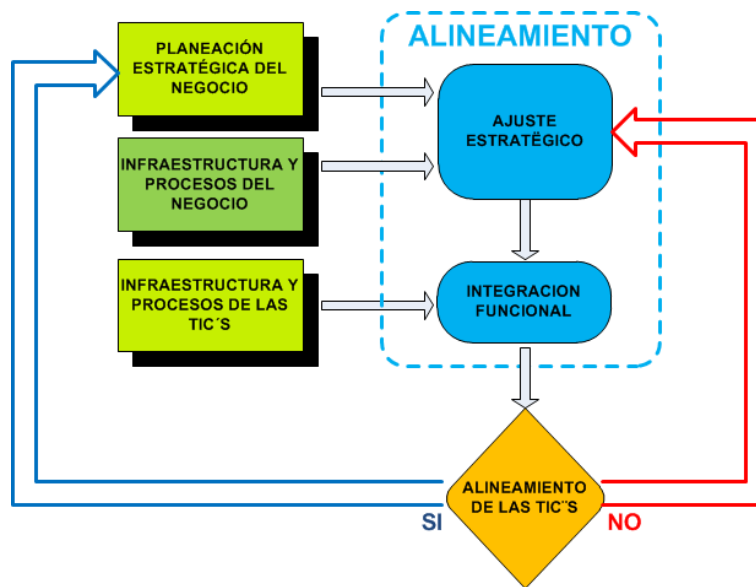 PLANEACIÓN
ESTRATÉGICA DEL
NEGOCIO
ALINEAMIENTO
AJUSTE
ESTRATËGICO
INFRAESTRUCTURA Y
PROCESOS DEL
NEGOCIO
INFRAESTRUCTURA Y
PROCESOS DE LAS
TIC´S
INTEGRACION
FUNCIONAL
ALINEAMIENTO
DE LAS TIC¨S
SI
NO